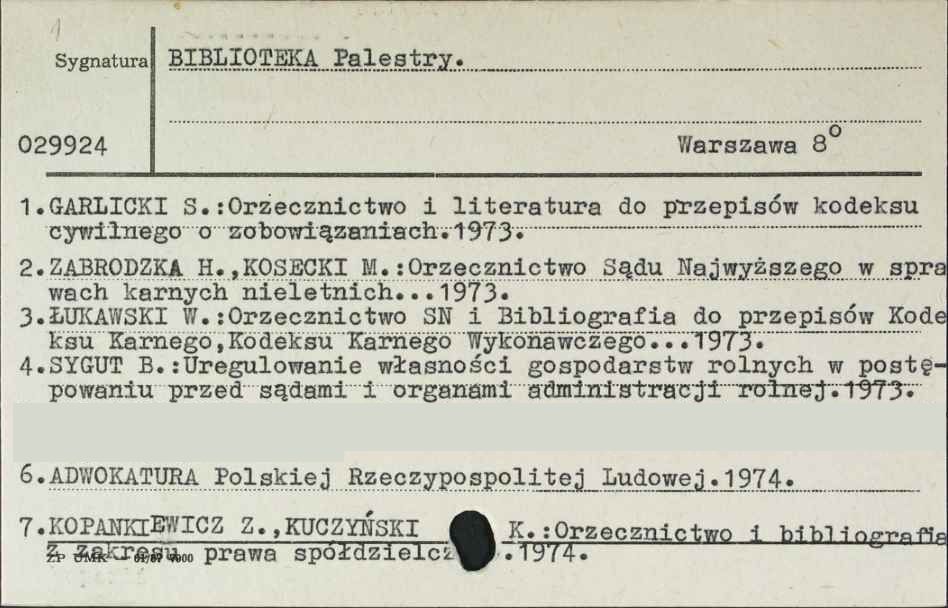 Sygnatura BIBLIOTEKA Palestry.
029924 Warszawa 8°
1.GARLICKI S.:Orzecznictwo i literatura do przepisów kodeksu
cywilnego o zobowiązaniach.1973.
2.ZABRODZKA H.,KOSECKI M.:Orzecznictwo Sądu Najwyższego w spra
wach karnych nieletnich...1973.
3.ŁUKAWSKI W.:Orzecznictwo SN i Bibliografia do przepisów Kode
ksu Karnego,Kodeksu Karnego Wykonawczego...1973.
4.SYGUT B.:Uregulowanie własności gospodarstw rolnych w postę-
powaniu przed sądami i organami administracji rolnej.1973.
6.ADWOKATURA Polskiej Rzeczypospolitej Ludowej.1974.
7.KOPANKIEWICZ Z.,KUCZYŃSKI K.:Orzecznictwo i bibliografia
z zakresu prawa spółdzielcz ..1974.
ZP UMK — 61/87 7000